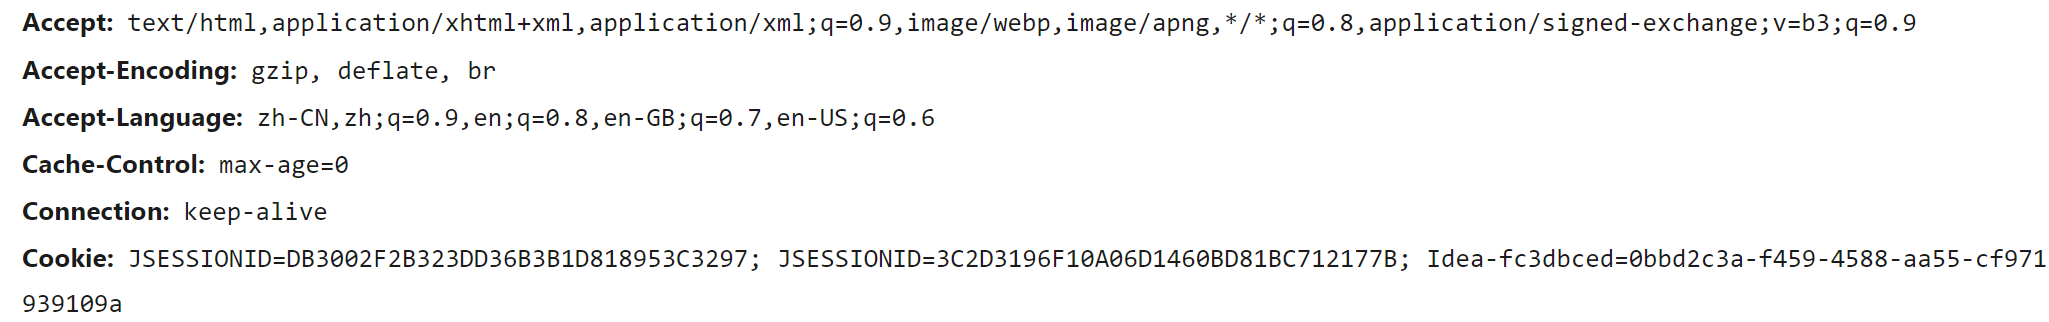 Accept: text/html,application/xhtml+xml,application/xml;q=0.9,image/webp,image/apng,*/*;q=0.8,application/signed-exchange;v=b3;q=0.9
Accept-Encoding: gzip, deflate, br
Accept-Language: zh-CN,zh;q=0.9,en;q=0.8,en-GB;q=0.7,en-US;q=0.6
Cache-Control: max-age=0
Connection: keep-alive
Cookie: JSESSIONID=DB3002F2B323DD36B3B1D818953C3297; JSESSIONID=3C2D3196F10A06D1460BD81BC712177B; Idea-fc3dbced=0bbd2c3a-f459-4588-aa55-cf971
939109a